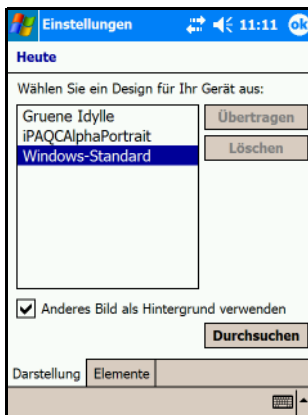 Einstellungen 11:11 ok
Heute
Wählen Sie ein Design für Ihr Gerät aus:
Gruene Idylle
iPAQCAlphaPortrait
Windows-Standard
Übertragen
Löschen
Anderes Bild als Hintergrund verwenden
Durchsuchen
Darstellung Elemente